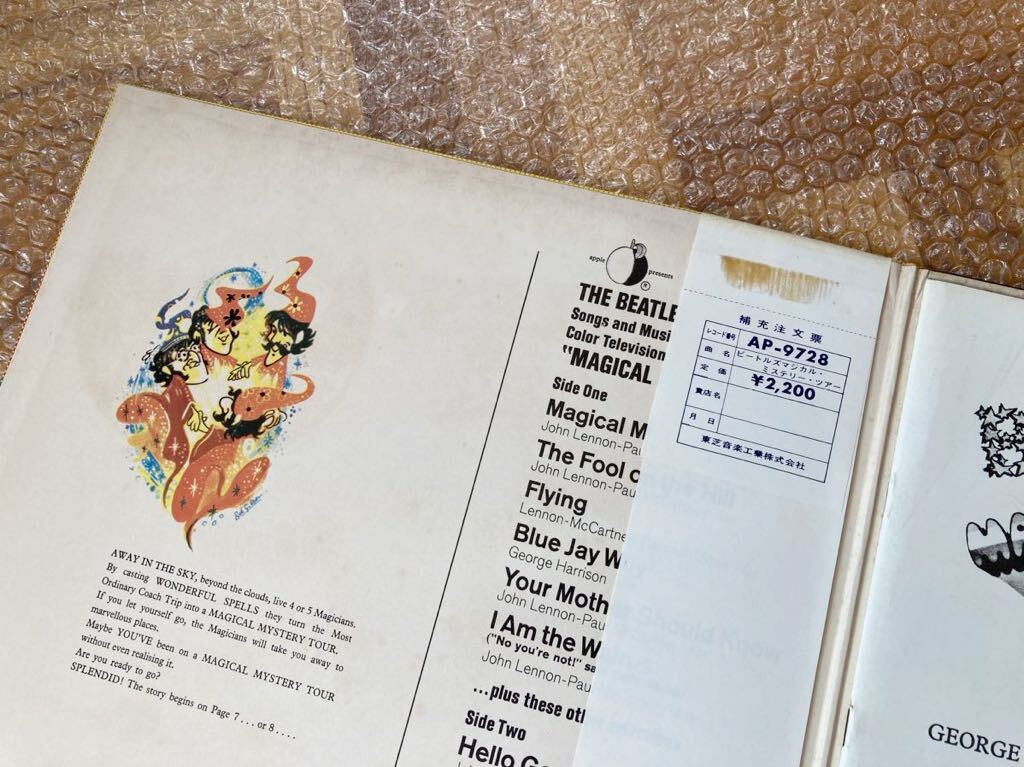 AWAY IN THE SKY, beyond the clouds, live 4 or 5 Magicians.
By casting WONDERFUL SPELLS they turn the Most
Ordinary Coach Trip into a MAGICAL MYSTERY TOUR.
If you let yourself go, the Magicians will take you away to
marvellous places.
Maybe YOU'VE been on a MAGICAL MYSTERY TOUR
without even realising it.
Are you ready to go?
SPLENDID! The story begins on Page 7 . . . or 8 . . . .
apple presents
THE BEATLE
Songs and Musi
Color Television
"MAGICAL
Side One
Magical M
John Lennon-Pau
The Fool o
John Lennon-Pau
Flying
Lennon-McCartne
Blue Jay W
George Harrison
Your Moth
John Lennon-Pau
I Am the W
("No you're not!" sa
John Lennon-Pau
...plus these oth
Side Two
Hello Go
補充注文票
レコード番号 AP-9728
曲名 ビートルズマジカル・
ミステリー・ツアー
定価 ¥2,200
賣店名
月日
東芝音楽工業株式会社
GEORGE